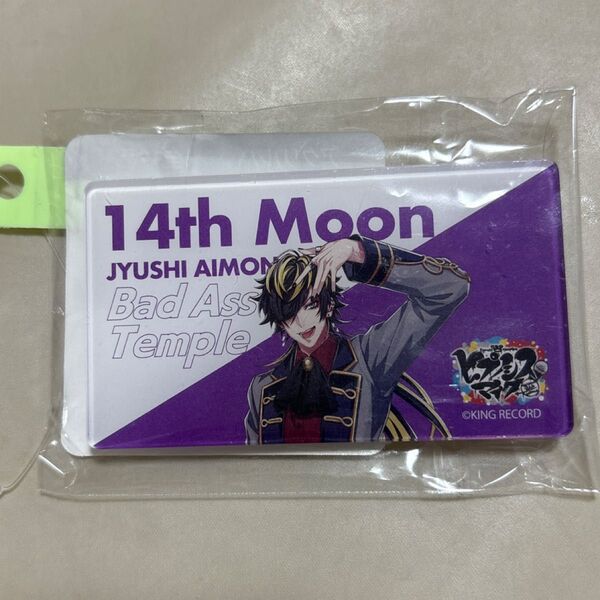 14th Moon
JYUSHI AIMON
Bad Ass
Temple
ヒプノシス
マイク
©KING RECORD